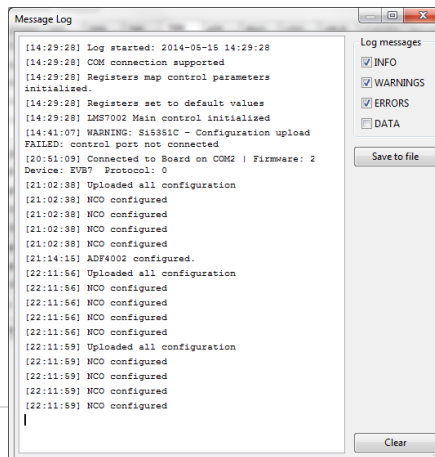 Message Log
[14:29:28] Log started: 2014-05-15 14:29:28
[14:29:28] COM connection supported
[14:29:28] Registers map control parameters
initialized.
[14:29:28] Registers set to default values
[14:29:28] LMS7002 Main control initialized
[14:41:07] WARNING: Si5351C - Configuration upload
FAILED: control port not connected
[20:51:09] Connected to Board on COM2 | Firmware: 2
Device: EVB7 Protocol: 0
[21:02:38] Uploaded all configuration
[21:02:38] NCO configured
[21:02:38] NCO configured
[21:02:38] NCO configured
[21:02:38] NCO configured
[21:14:15] ADF4002 configured.
[22:11:56] Uploaded all configuration
[22:11:56] NCO configured
[22:11:56] NCO configured
[22:11:56] NCO configured
[22:11:56] NCO configured
[22:11:59] Uploaded all configuration
[22:11:59] NCO configured
[22:11:59] NCO configured
[22:11:59] NCO configured
[22:11:59] NCO configured
Log messages
INFO
WARNINGS
ERRORS
DATA
Save to file
Clear